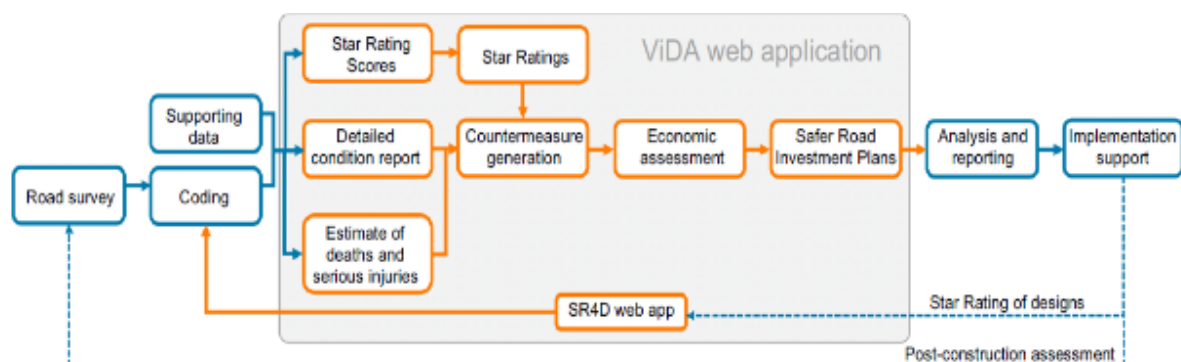 ViDA web application
Star Rating
Scores
Star Ratings
Supporting
data
Detailed
condition report
Countermeasure
generation
Economic
assessment
Safer Road
Investment Plans
Analysis and
reporting
Implementation
support
Road survey
Coding
Estimate of
deaths and
serious injuries
SR4D web app
Star Rating of designs
Post-construction assessment